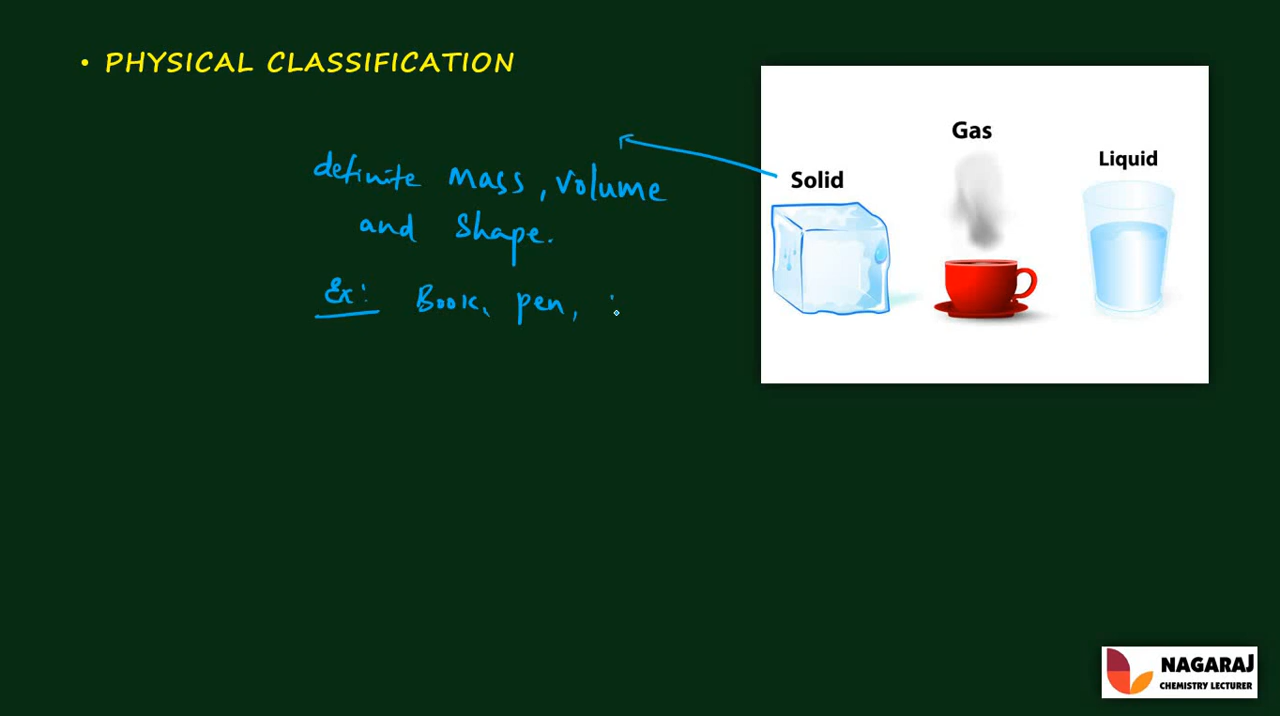 • PHYSICAL CLASSIFICATION
definite mass, volume
and shape.
Ex: Book, pen,
Solid
Gas
Liquid
NAGARAJ
CHEMISTRY LECTURER